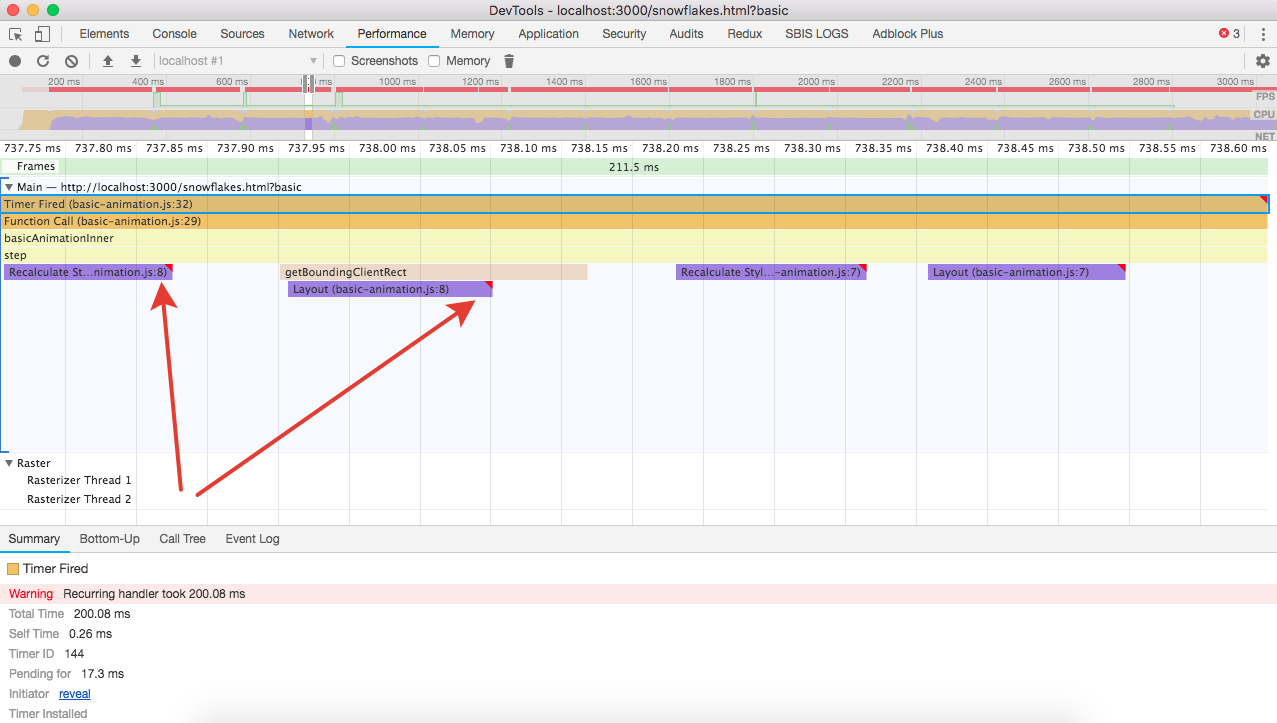 DevTools - localhost:3000/snowflakes.html?basic
Elements Console Sources Network Performance Memory Application Security Audits Redux SBIS LOGS Adblock Plus 3
localhost #1 Screenshots Memory
200 ms 400 ms 600 ms ms 1000 ms 1200 ms 1400 ms 1600 ms 1800 ms 2000 ms 2200 ms 2400 ms 2600 ms 2800 ms 3000 ms
FPS
CPU
NET
737.75 ms 737.80 ms 737.85 ms 737.90 ms 737.95 ms 738.00 ms 738.05 ms 738.10 ms 738.15 ms 738.20 ms 738.25 ms 738.30 ms 738.35 ms 738.40 ms 738.45 ms 738.50 ms 738.55 ms 738.60 ms
Frames 211.5 ms
Main — http://localhost:3000/snowflakes.html?basic
Timer Fired (basic-animation.js:32)
Function Call (basic-animation.js:29)
basicAnimationInner
step
Recalculate St...nimation.js:8) getBoundingClientRect Recalculate Styl...-animation.js:7) Layout (basic-animation.js:7)
Layout (basic-animation.js:8)
Raster
Rasterizer Thread 1
Rasterizer Thread 2
Summary Bottom-Up Call Tree Event Log
Timer Fired
Warning Recurring handler took 200.08 ms
Total Time 200.08 ms
Self Time 0.26 ms
Timer ID 144
Pending for 17.3 ms
Initiator reveal
Timer Installed